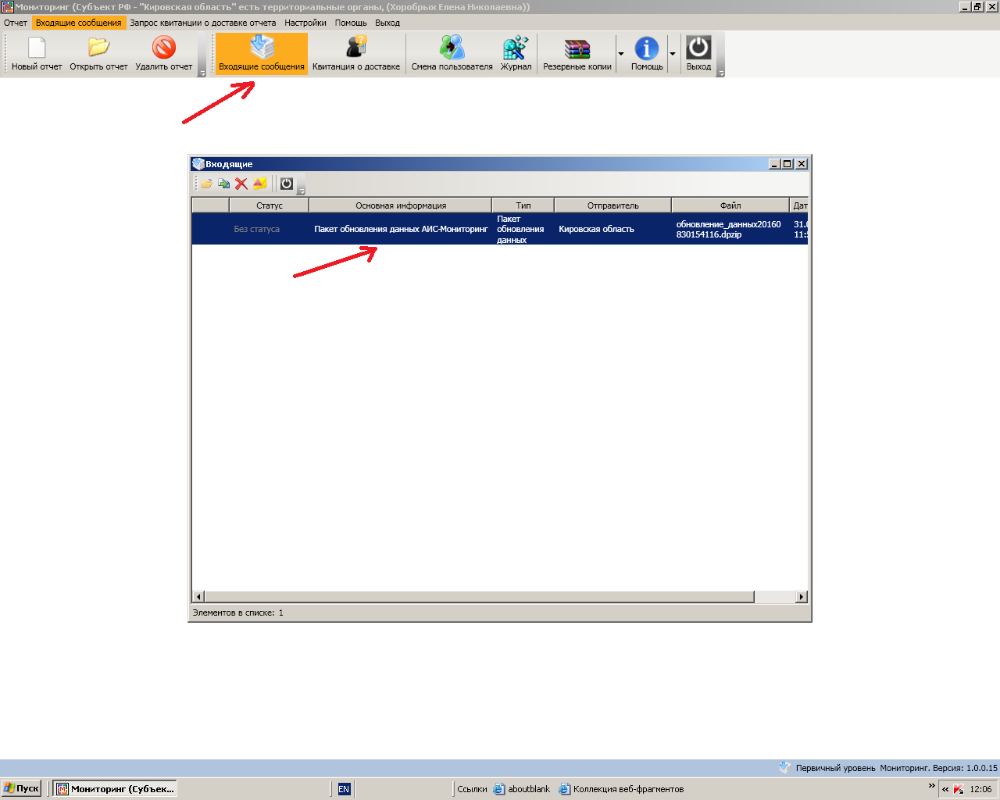 Мониторинг (Субъект РФ - "Кировская область" есть территориальные органы, (Хоробрых Елена Николаевна))
Отчет Входящие сообщения Запрос квитанции о доставке отчета Настройки Помощь Выход
Новый отчет Открыть отчет Удалить отчет Входящие сообщения Квитанция о доставке Смена пользователя Журнал Резервные копии Помощь Выход
Входящие
Статус Основная информация Тип Отправитель Файл Дат
Без статуса Пакет обновления данных АИС-Мониторинг Пакет обновления данных Кировская область обновление_данных20160
830154116.dpzip
31.0
11:5
Элементов в списке: 1
Первичный уровень Мониторинг. Версия: 1.0.0.15
Пуск Мониторинг (Субъек... EN Ссылки aboutblank Коллекция веб-фрагментов » « 12:06